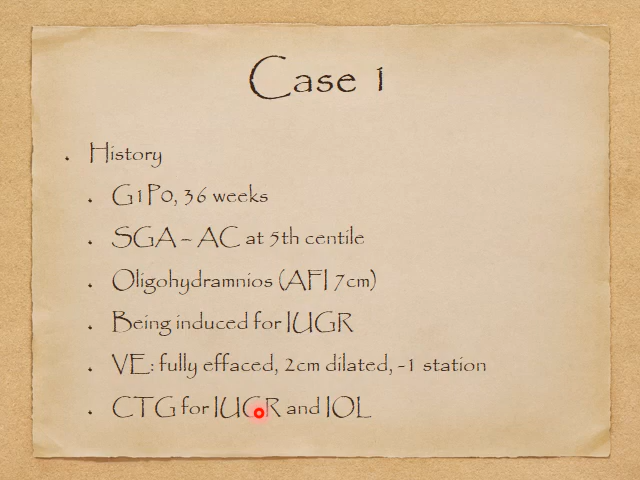 Case 1
• History
• G1P0, 36 weeks
• SGA – AC at 5th centile
• Oligohydramnios (AFI 7cm)
• Being induced for IUGR
• VE: fully effaced, 2cm dilated, -1 station
• CTG for IUGR and IOL